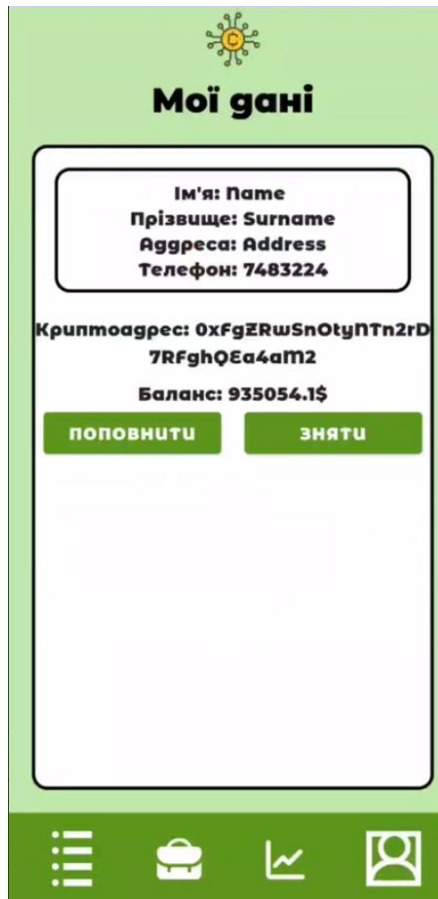 Мої дані
Ім'я: Name
Прізвище: Surname
Аддреса: Address
Телефон: 7483224
Криптоадрес: 0xFgZRwSnOtyNTn2rD
7RFghQEa4aM2
Баланс: 935054.1$
ПОПОВНИТИ
ЗНЯТИ